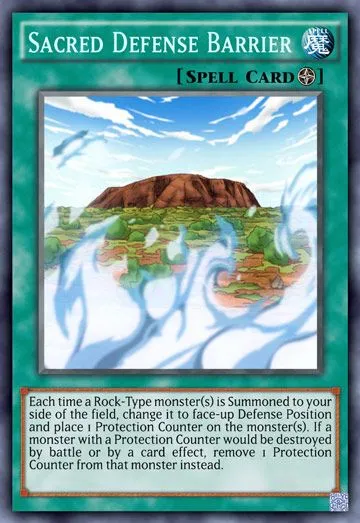 SACRED DEFENSE BARRIER
SPELL
魔
[SPELL CARD]
Each time a Rock-Type monster(s) is Summoned to your
side of the field, change it to face-up Defense Position
and place 1 Protection Counter on the monster(s). If a
monster with a Protection Counter would be destroyed
by battle or by a card effect, remove 1 Protection
Counter from that monster instead.